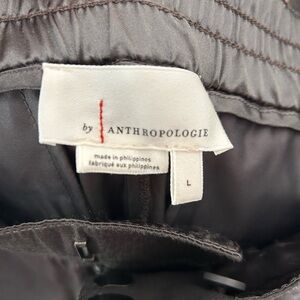 by ANTHROPOLOGIE
made in philippines
fabriqué aux philippines
L